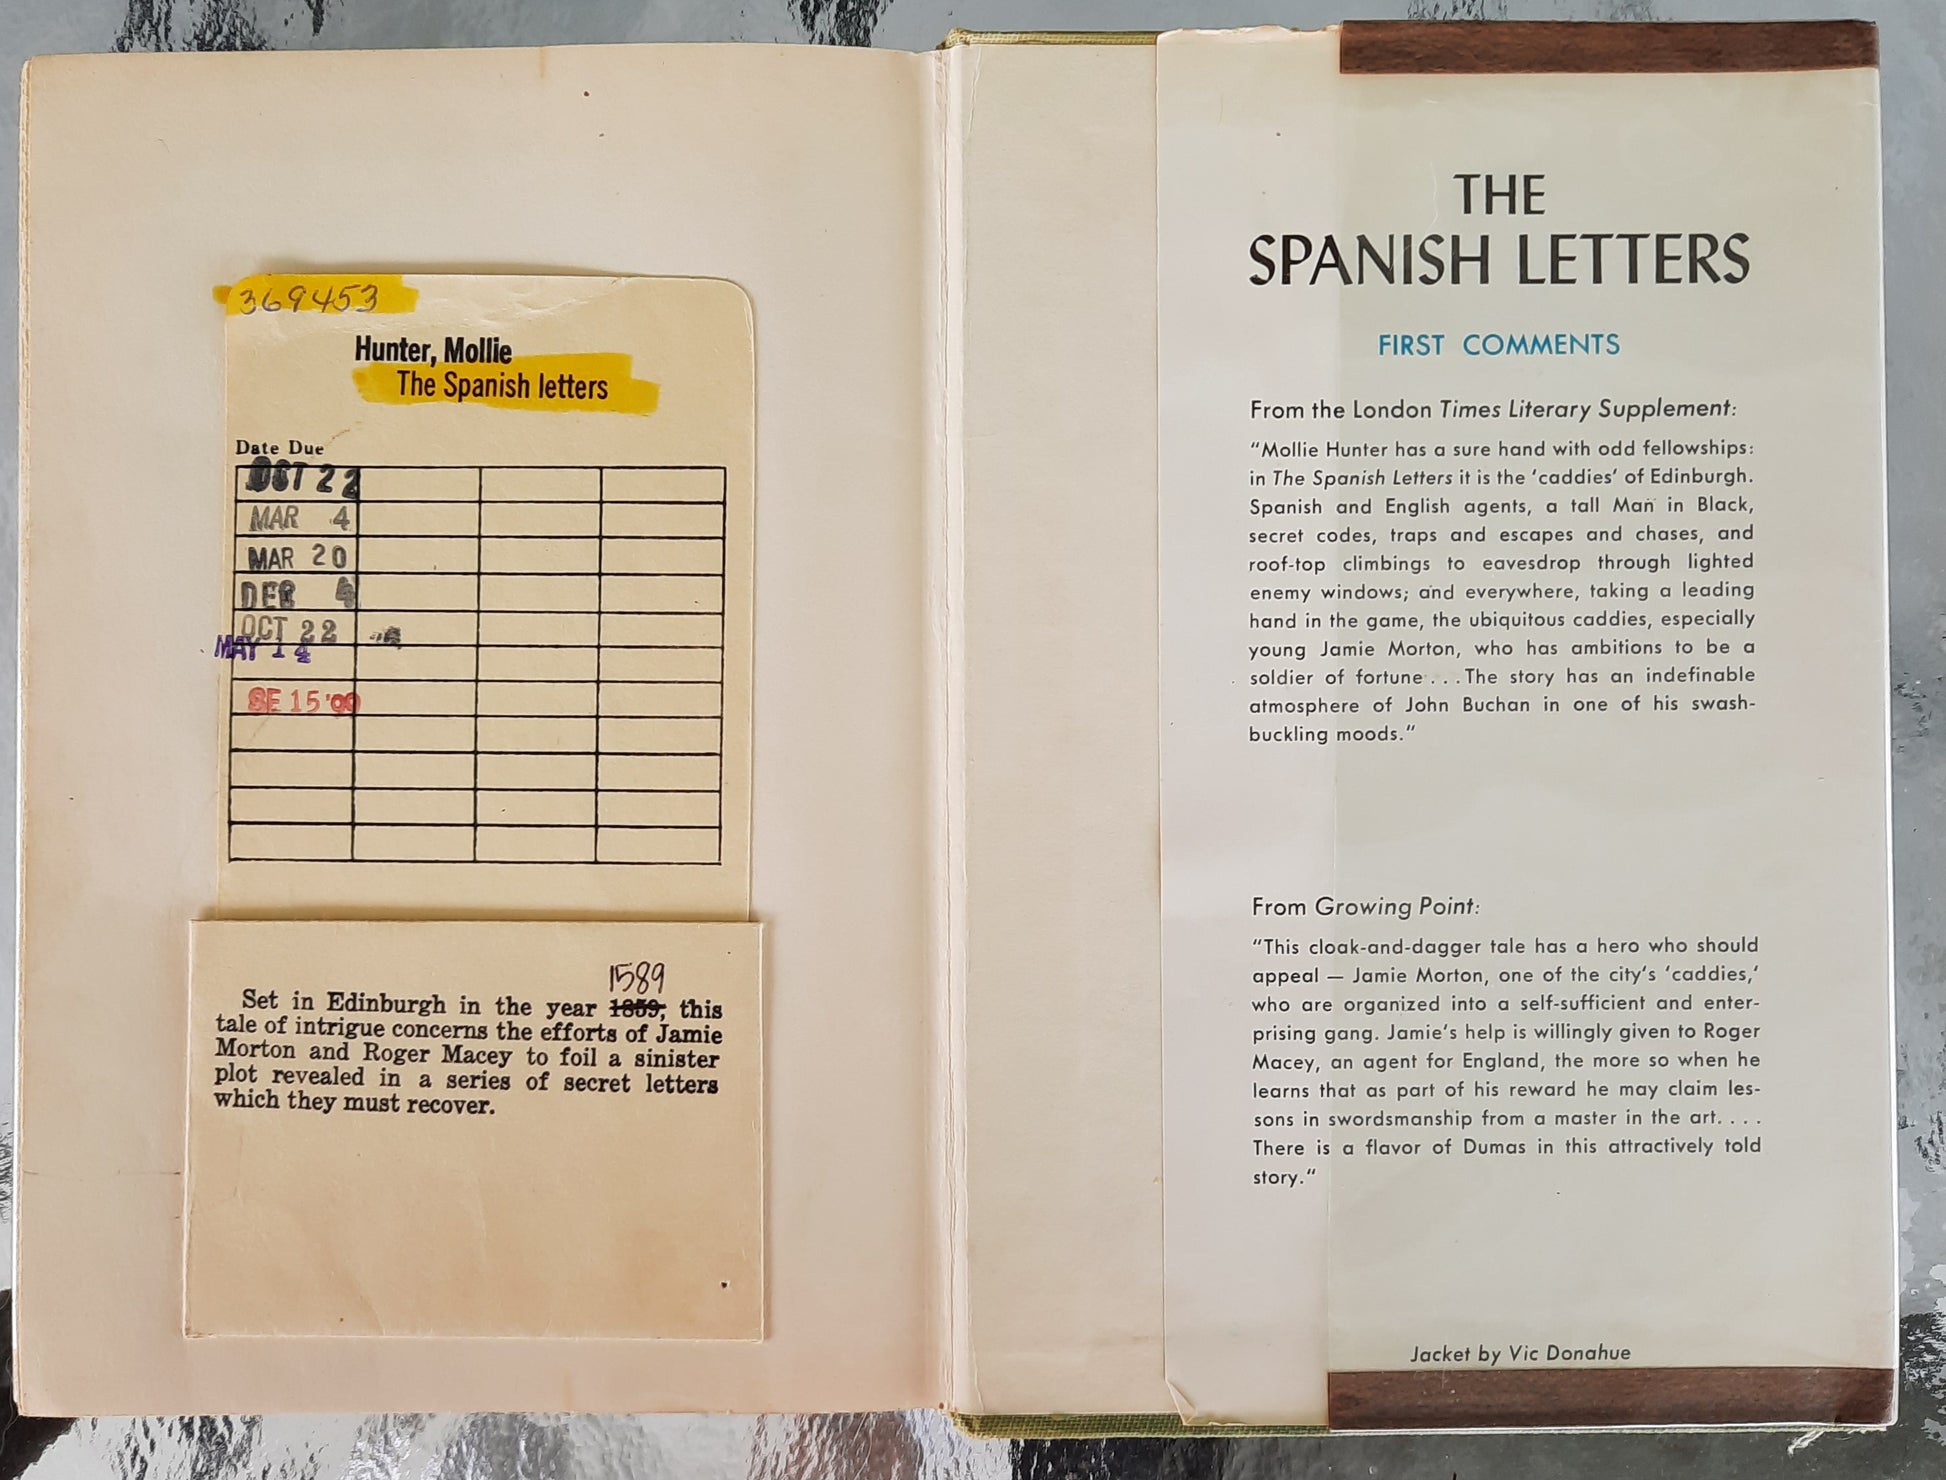 369453
Hunter, Mollie
The Spanish letters
Date Due
OCT 22
MAR 4
MAR 20
DEC 4
OCT 22
MAY 14
SE 15 '00
1589
Set in Edinburgh in the year 1859, this
tale of intrigue concerns the efforts of Jamie
Morton and Roger Macey to foil a sinister
plot revealed in a series of secret letters
which they must recover.
THE
SPANISH LETTERS
FIRST COMMENTS
From the London Times Literary Supplement:
“Mollie Hunter has a sure hand with odd fellowships:
in The Spanish Letters it is the ‘caddies’ of Edinburgh.
Spanish and English agents, a tall Man in Black,
secret codes, traps and escapes and chases, and
roof-top climbings to eavesdrop through lighted
enemy windows; and everywhere, taking a leading
hand in the game, the ubiquitous caddies, especially
young Jamie Morton, who has ambitions to be a
soldier of fortune . . . The story has an indefinable
atmosphere of John Buchan in one of his swash-
buckling moods.”
From Growing Point:
“This cloak-and-dagger tale has a hero who should
appeal — Jamie Morton, one of the city’s ‘caddies,’
who are organized into a self-sufficient and enter-
prising gang. Jamie’s help is willingly given to Roger
Macey, an agent for England, the more so when he
learns that as part of his reward he may claim les-
sons in swordsmanship from a master in the art. . . .
There is a flavor of Dumas in this attractively told
story.”
Jacket by Vic Donahue